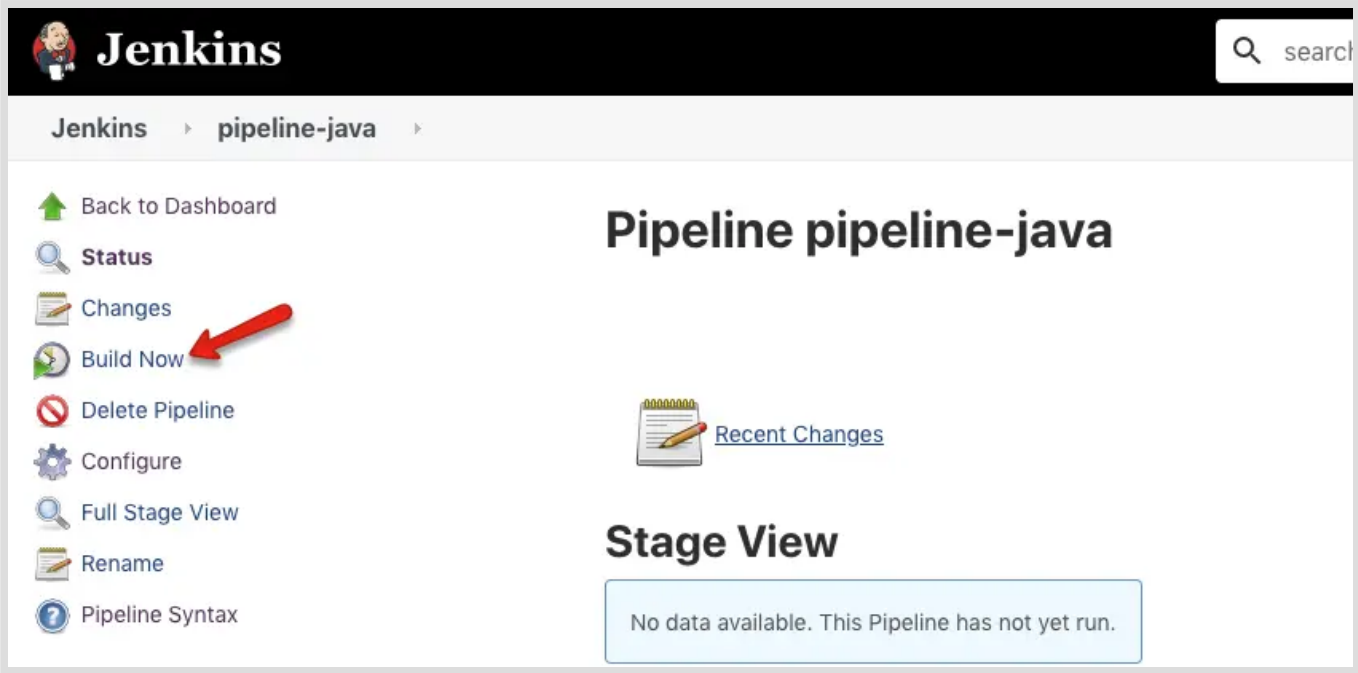 Jenkins
search
Jenkins pipeline-java
Back to Dashboard
Status
Changes
Build Now
Delete Pipeline
Configure
Full Stage View
Rename
Pipeline Syntax
Pipeline pipeline-java
Recent Changes
Stage View
No data available. This Pipeline has not yet run.